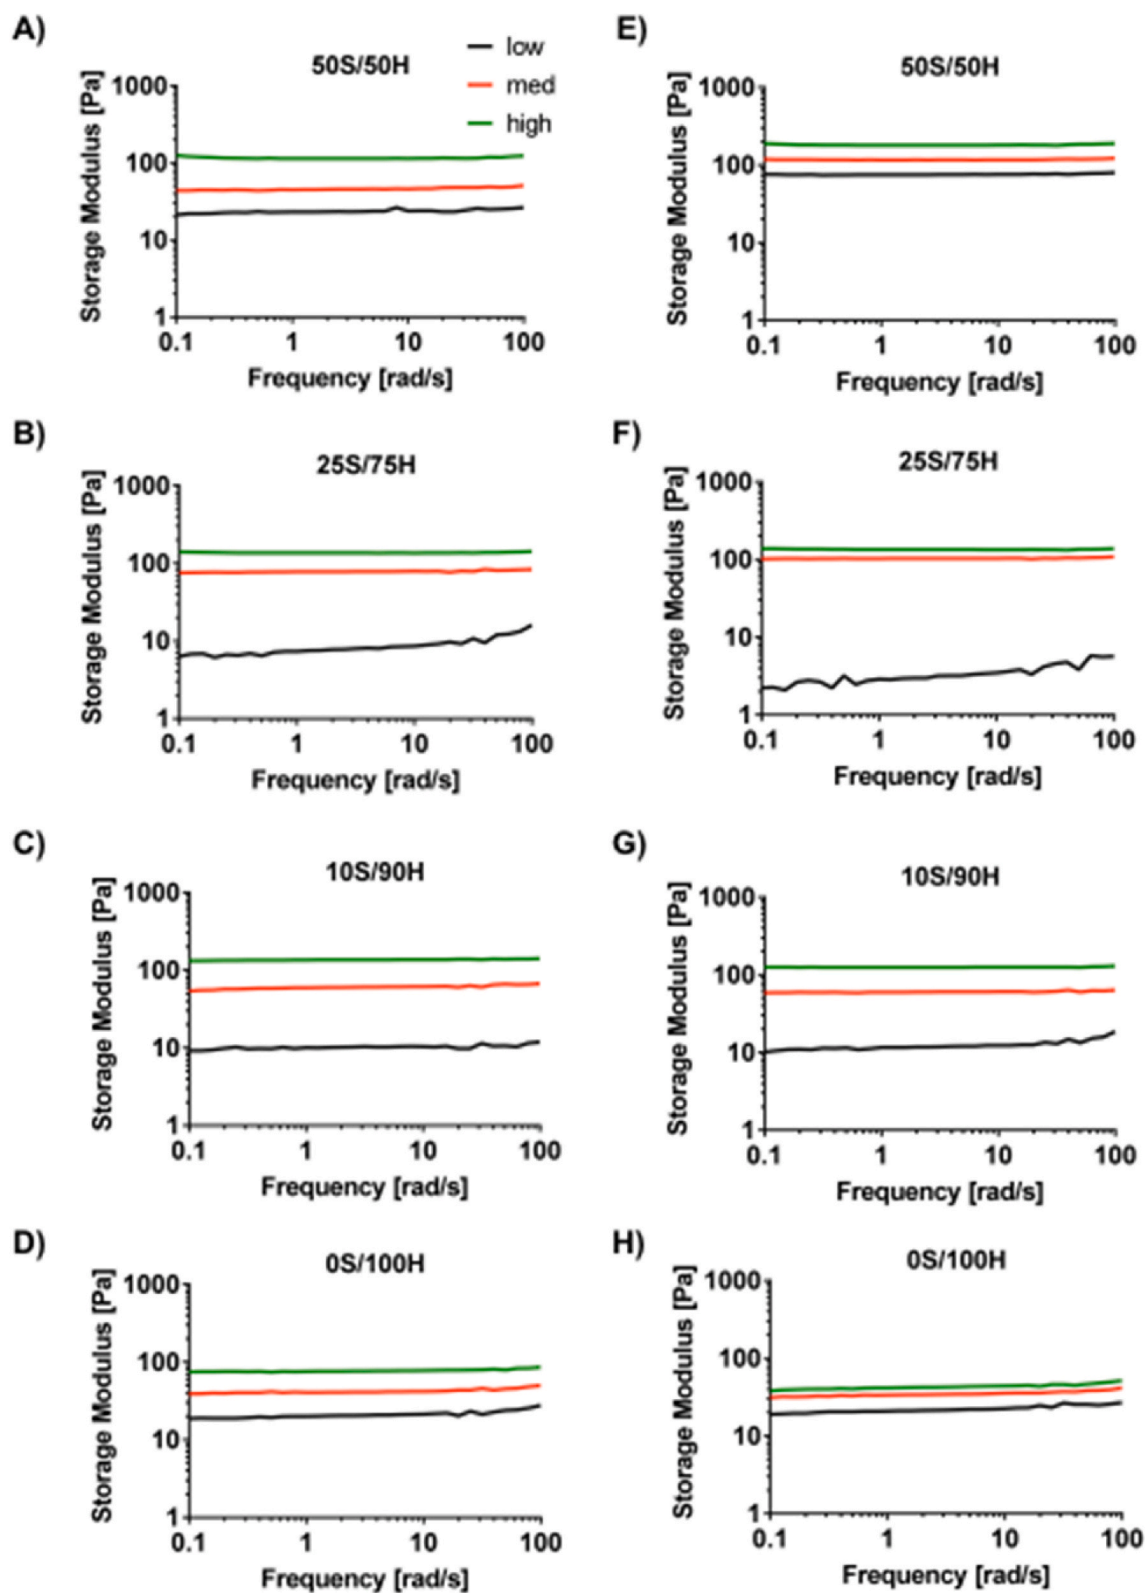 A)
50S/50H
low
med
high
Storage Modulus [Pa]
1000
100
10
1
0.1 1 10 100
Frequency [rad/s]
E)
50S/50H
Storage Modulus [Pa]
1000
100
10
1
0.1 1 10 100
Frequency [rad/s]
B)
25S/75H
Storage Modulus [Pa]
1000
100
10
1
0.1 1 10 100
Frequency [rad/s]
F)
25S/75H
Storage Modulus [Pa]
1000
100
10
1
0.1 1 10 100
Frequency [rad/s]
C)
10S/90H
Storage Modulus [Pa]
1000
100
10
1
0.1 1 10 100
Frequency [rad/s]
G)
10S/90H
Storage Modulus [Pa]
1000
100
10
1
0.1 1 10 100
Frequency [rad/s]
D)
0S/100H
Storage Modulus [Pa]
1000
100
10
1
0.1 1 10 100
Frequency [rad/s]
H)
0S/100H
Storage Modulus [Pa]
1000
100
10
1
0.1 1 10 100
Frequency [rad/s]